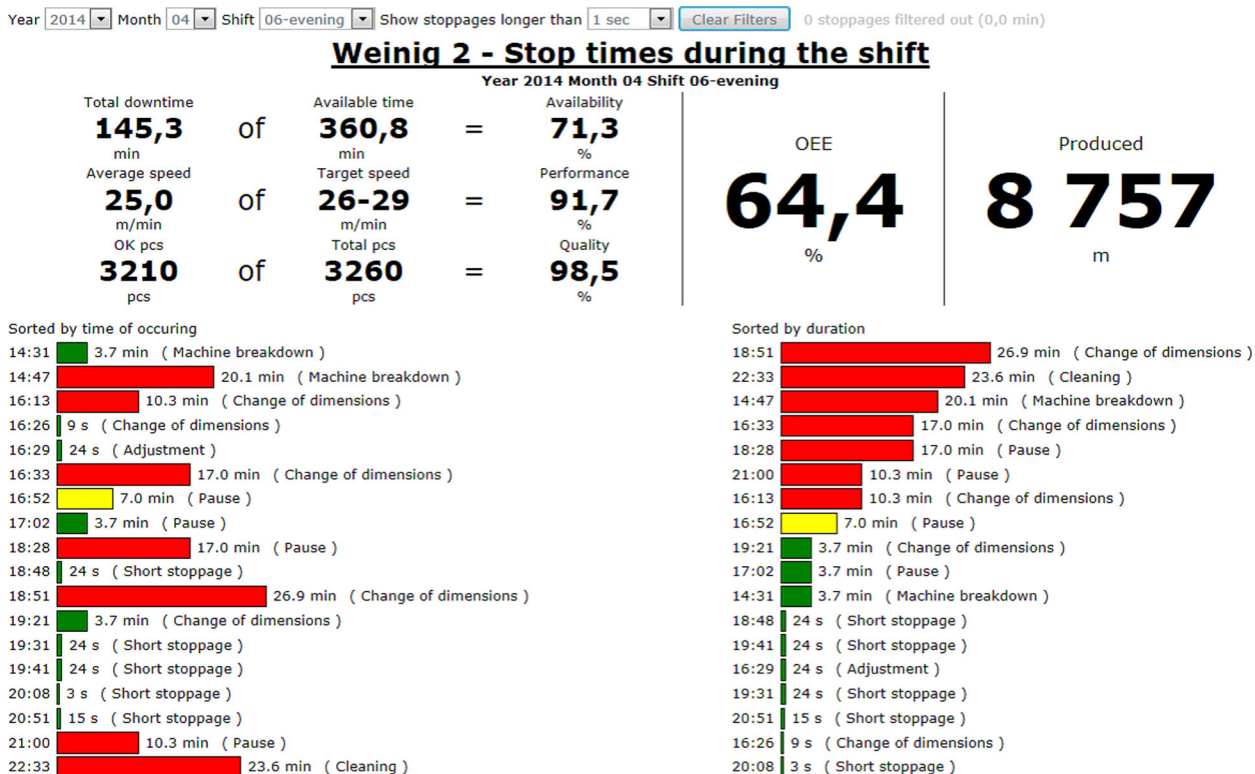 Year 2014 Month 04 Shift 06-evening Show stoppages longer than 1 sec Clear Filters 0 stoppages filtered out (0,0 min)
Weinig 2 - Stop times during the shift
Year 2014 Month 04 Shift 06-evening
Total downtime Available time Availability
145,3 of 360,8 = 71,3
min min %
Average speed Target speed Performance
25,0 of 26-29 = 91,7
m/min m/min %
OK pcs Total pcs Quality
3210 of 3260 = 98,5
pcs pcs %
OEE
64,4
%
Produced
8 757
m
Sorted by time of occuring
14:31 3.7 min ( Machine breakdown )
14:47 20.1 min ( Machine breakdown )
16:13 10.3 min ( Change of dimensions )
16:26 9 s ( Change of dimensions )
16:29 24 s ( Adjustment )
16:33 17.0 min ( Change of dimensions )
16:52 7.0 min ( Pause )
17:02 3.7 min ( Pause )
18:28 17.0 min ( Pause )
18:48 24 s ( Short stoppage )
18:51 26.9 min ( Change of dimensions )
19:21 3.7 min ( Change of dimensions )
19:31 24 s ( Short stoppage )
19:41 24 s ( Short stoppage )
20:08 3 s ( Short stoppage )
20:51 15 s ( Short stoppage )
21:00 10.3 min ( Pause )
22:33 23.6 min ( Cleaning )
Sorted by duration
18:51 26.9 min ( Change of dimensions )
22:33 23.6 min ( Cleaning )
14:47 20.1 min ( Machine breakdown )
16:33 17.0 min ( Change of dimensions )
18:28 17.0 min ( Pause )
21:00 10.3 min ( Pause )
16:13 10.3 min ( Change of dimensions )
16:52 7.0 min ( Pause )
19:21 3.7 min ( Change of dimensions )
17:02 3.7 min ( Pause )
14:31 3.7 min ( Machine breakdown )
18:48 24 s ( Short stoppage )
19:41 24 s ( Short stoppage )
16:29 24 s ( Adjustment )
19:31 24 s ( Short stoppage )
20:51 15 s ( Short stoppage )
16:26 9 s ( Change of dimensions )
20:08 3 s ( Short stoppage )